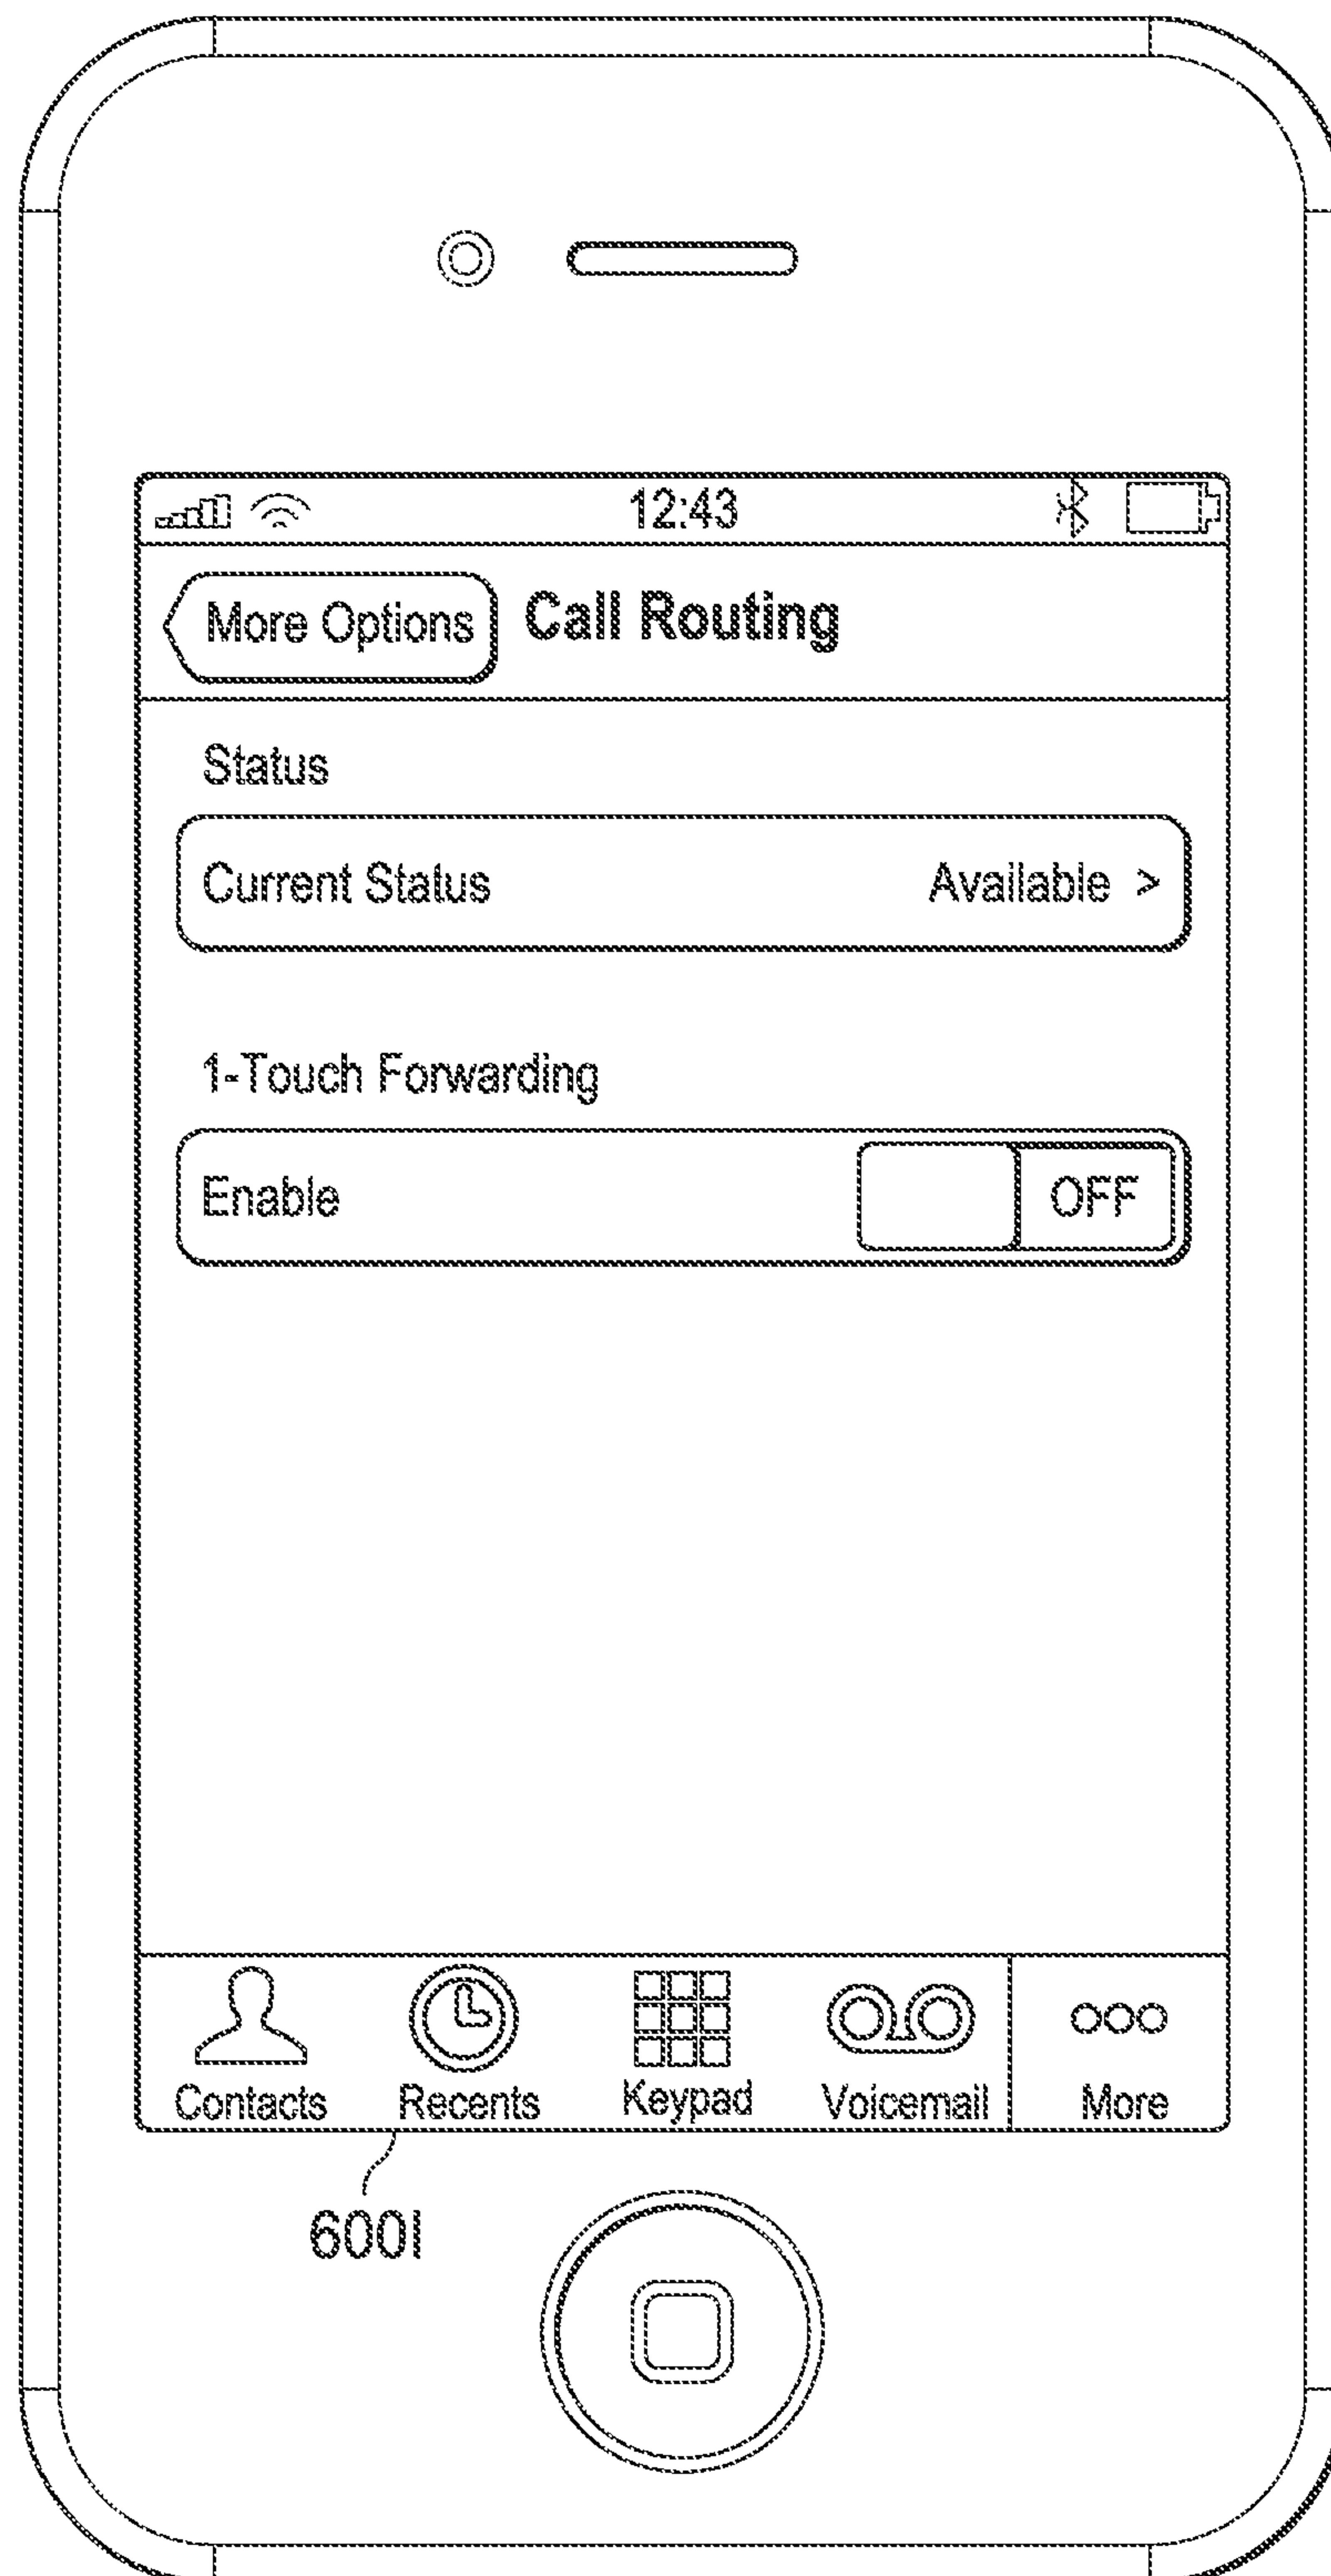 12:43
More Options Call Routing
Status
Current Status Available >
1-Touch Forwarding
Enable OFF
Contacts Recents Keypad Voicemail More
600I